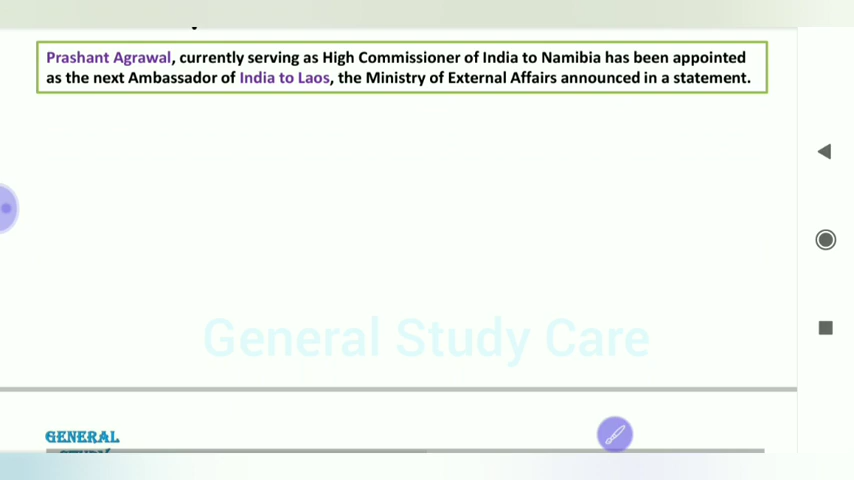 Prashant Agrawal, currently serving as High Commissioner of India to Namibia has been appointed
as the next Ambassador of India to Laos, the Ministry of External Affairs announced in a statement.
General Study Care
GENERAL
STUDY